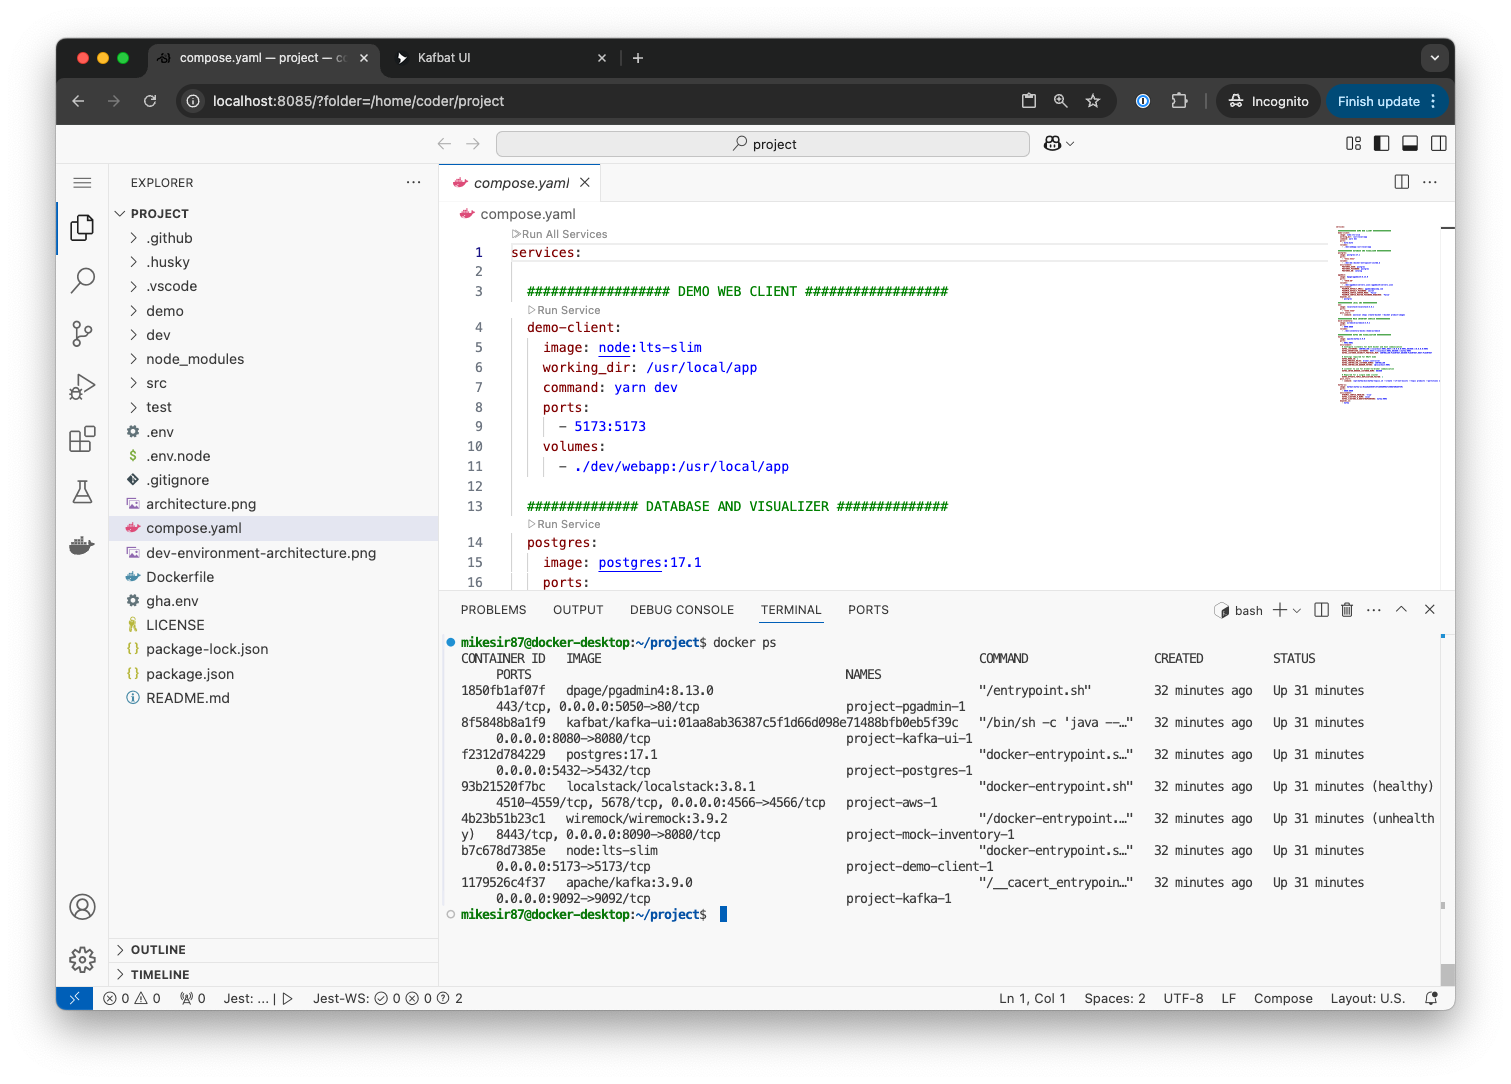 compose.yaml — project — co
Kafbat UI
localhost:8085/?folder=/home/coder/project
Incognito
Finish update
project
EXPLORER
PROJECT
.github
.husky
.vscode
demo
dev
node_modules
src
test
.env
.env.node
.gitignore
architecture.png
compose.yaml
dev-environment-architecture.png
Dockerfile
gha.env
LICENSE
package-lock.json
package.json
README.md
OUTLINE
TIMELINE
compose.yaml
compose.yaml
Run All Services
1 services:
2
3 ################## DEMO WEB CLIENT ##################
Run Service
4 demo-client:
5 image: node:lts-slim
6 working_dir: /usr/local/app
7 command: yarn dev
8 ports:
9 - 5173:5173
10 volumes:
11 - ./dev/webapp:/usr/local/app
12
13 ############## DATABASE AND VISUALIZER ##############
Run Service
14 postgres:
15 image: postgres:17.1
16 ports:
PROBLEMS OUTPUT DEBUG CONSOLE TERMINAL PORTS
bash
mikesir87@docker-desktop:~/project$ docker ps
CONTAINER ID IMAGE COMMAND CREATED STATUS
PORTS NAMES
1850fb1af07f dpage/pgadmin4:8.13.0 "/entrypoint.sh" 32 minutes ago Up 31 minutes
443/tcp, 0.0.0.0:5050->80/tcp project-pgadmin-1
8f5848b8a1f9 kafbat/kafka-ui:01aa8ab36387c5f1d66d098e71488bfb0eb5f39c "/bin/sh -c 'java --…" 32 minutes ago Up 31 minutes
0.0.0.0:8080->8080/tcp project-kafka-ui-1
f2312d784229 postgres:17.1 "docker-entrypoint.s…" 32 minutes ago Up 31 minutes
0.0.0.0:5432->5432/tcp project-postgres-1
93b21520f7bc localstack/localstack:3.8.1 "docker-entrypoint.sh" 32 minutes ago Up 31 minutes (healthy)
4510-4559/tcp, 5678/tcp, 0.0.0.0:4566->4566/tcp project-aws-1
4b23b51b23c1 wiremock/wiremock:3.9.2 "/docker-entrypoint.…" 32 minutes ago Up 31 minutes (unhealth
y) 8443/tcp, 0.0.0.0:8090->8080/tcp project-mock-inventory-1
b7c678d7385e node:lts-slim "docker-entrypoint.s…" 32 minutes ago Up 31 minutes
0.0.0.0:5173->5173/tcp project-demo-client-1
1179526c4f37 apache/kafka:3.9.0 "/__cacert_entrypoin…" 32 minutes ago Up 31 minutes
0.0.0.0:9092->9092/tcp project-kafka-1
mikesir87@docker-desktop:~/project$
0 0 0 Jest: ... | Jest-WS: 0 0 2 Ln 1, Col 1 Spaces: 2 UTF-8 LF Compose Layout: U.S.